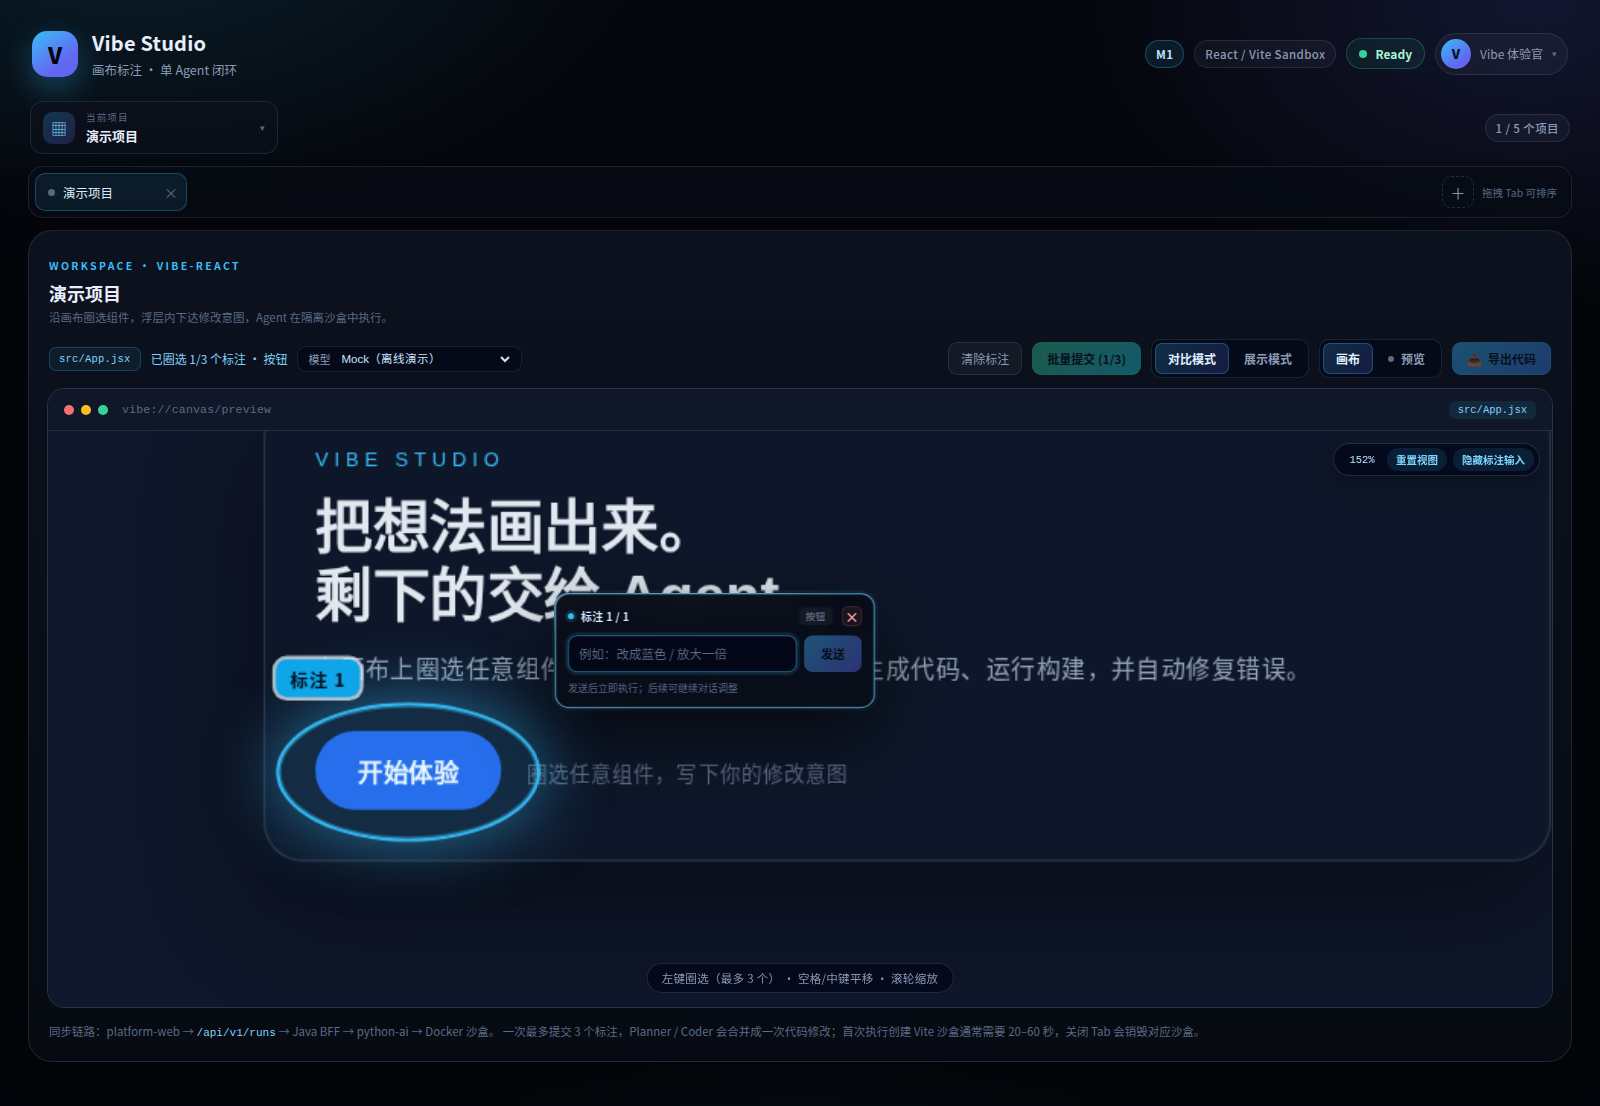 V
Vibe Studio
画布标注 · 单 Agent 闭环
M1
React / Vite Sandbox
Ready
V
Vibe 体验官
当前项目
演示项目
1 / 5 个项目
演示项目
拖拽 Tab 可排序
WORKSPACE · VIBE-REACT
演示项目
沿画布圈选组件，浮层内下达修改意图，Agent 在隔离沙盒中执行。
src/App.jsx
已圈选 1/3 个标注 · 按钮
模型
Mock（离线演示）
清除标注
批量提交 (1/3)
对比模式
展示模式
画布
预览
导出代码
vibe://canvas/preview
src/App.jsx
VIBE STUDIO
152%
重置视图
隐藏标注输入
把想法画出来。
剩下的交给 Agent
标注 1 / 1
按钮
例如：改成蓝色 / 放大一倍
发送
发送后立即执行；后续可继续对话调整
标注 1
布上圈选任意组件
生成代码、运行构建，并自动修复错误。
开始体验
圈选任意组件，写下你的修改意图
左键圈选（最多 3 个） · 空格/中键平移 · 滚轮缩放
同步链路：platform-web → /api/v1/runs → Java BFF → python-ai → Docker 沙盒。 一次最多提交 3 个标注，Planner / Coder 会合并成一次代码修改；首次执行创建 Vite 沙盒通常需要 20–60 秒，关闭 Tab 会销毁对应沙盒。